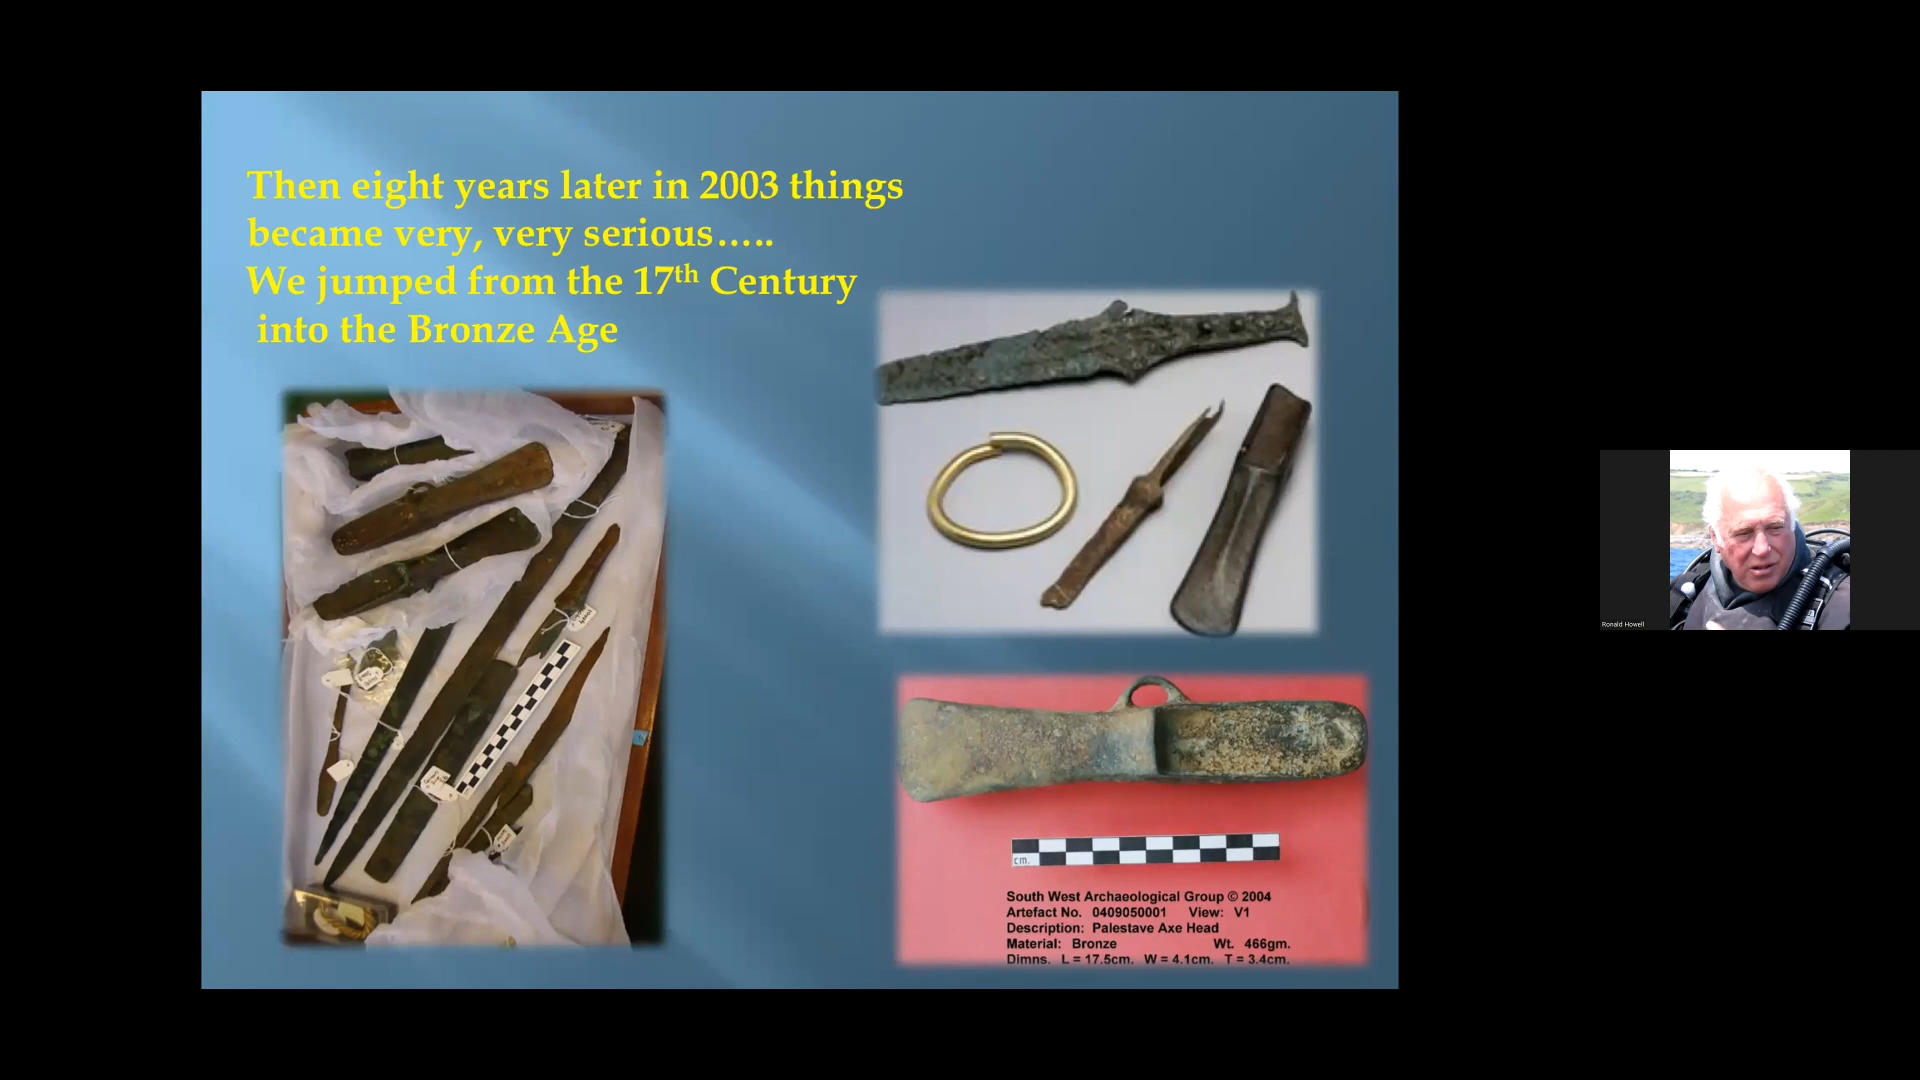 Then eight years later in 2003 things
became very, very serious…..
We jumped from the 17th Century
into the Bronze Age
cm.
South West Archaeological Group © 2004
Artefact No. 0409050001 View: V1
Description: Palestave Axe Head
Material: Bronze Wt. 466gm.
Dimns. L = 17.5cm. W = 4.1cm. T = 3.4cm.
Ronald Howell